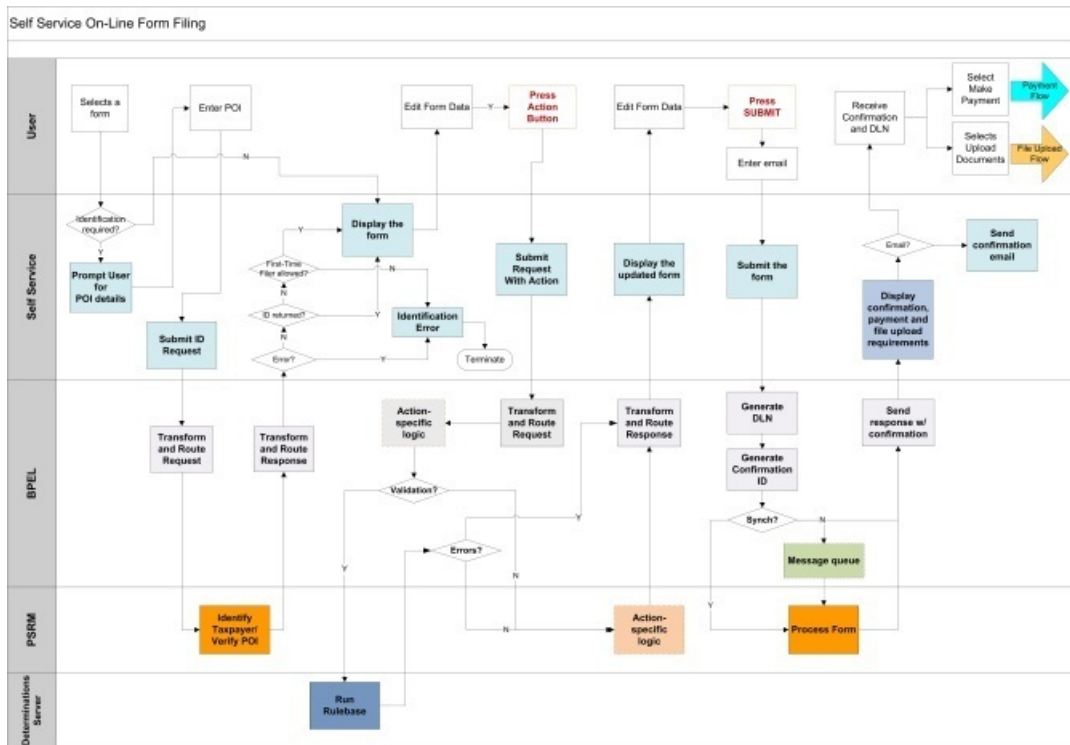 Self Service On-Line Form Filing
User
Selects a
form
Enter POI
Edit Form Data
Y
Press
Action
Button
Edit Form Data
Press
SUBMIT
Enter email
Receive
Confirmation
and DLN
Select
Make
Payment
Payment
Flow
Selects
Upload
Documents
File Upload
Flow
N
Self Service
Identification
required?
Y
Prompt User
for
POI details
Submit ID
Request
Display the
form
Y
First-Time
Filer allowed?
N
N
ID returned?
Y
N
Error?
Y
Identification
Error
Terminate
Submit
Request
With Action
Display the
updated form
Submit the
form
Email?
Send
confirmation
email
Display
confirmation,
payment and
file upload
requirements
BPEL
Transform
and Route
Request
Transform
and Route
Response
Action-
specific
logic
Transform
and Route
Request
Transform
and Route
Response
Generate
DLN
Generate
Confirmation
ID
Send
response w/
confirmation
Validation?
Y
N
Errors?
Y
N
Synch?
N
Y
Message queue
PSRM
Identify
Taxpayer/
Verify POI
Action-
specific
logic
Process Form
Determinations
Server
Run
Rulebase